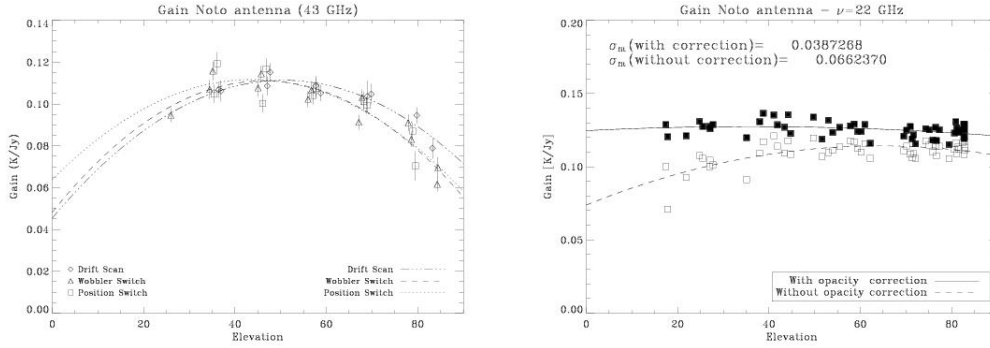 Gain Noto antenna (43 GHz)
0.14
0.12
0.10
0.08
0.06
0.04
0.02
0.00
Gain [K/Jy]
0
20
40
60
80
Elevation
Drift Scan
Wobbler Switch
Position Switch
Drift Scan
Wobbler Switch
Position Switch
Gain Noto antenna – ν=22 GHz
σm(with correction)= 0.0387268
σm(without correction)= 0.0662370
0.20
0.15
0.10
0.05
0.00
Gain [K/Jy]
0
20
40
60
80
Elevation
With opacity correction
Without opacity correction